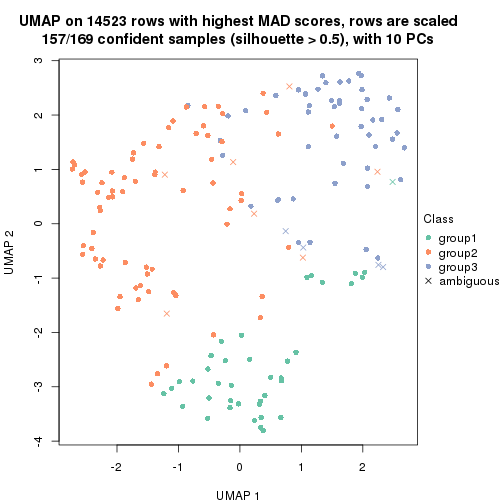 UMAP on 14523 rows with highest MAD scores, rows are scaled
157/169 confident samples (silhouette > 0.5), with 10 PCs
3
2
1
0
-1
-2
-3
-4
UMAP 2
-2
-1
0
1
2
UMAP 1
Class
group1
group2
group3
ambiguous